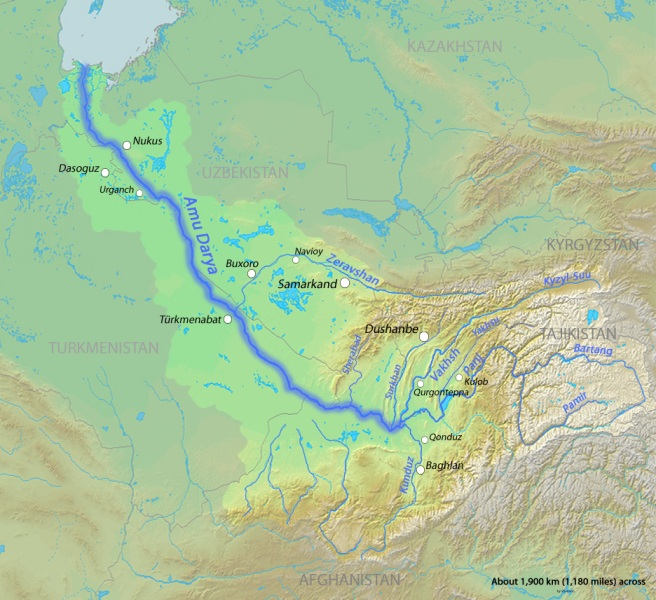 KAZAKHSTAN
Nukus
Dasoguz
Urganch
UZBEKISTAN
Amu Darya
KYRGYZSTAN
Navioy
Zeravshan
Buxoro
Samarkand
Kyzyl-Suu
Türkmenabat
Dushanbe
TAJIKISTAN
Vakhsh
Sherabad
TURKMENISTAN
Bartang
Vakhsh
Panj
Surkhan
Kulob
Qurgonteppa
Pamir
Qonduz
Kunduz
Baghlan
AFGHANISTAN
About 1,900 km (1,180 miles) across